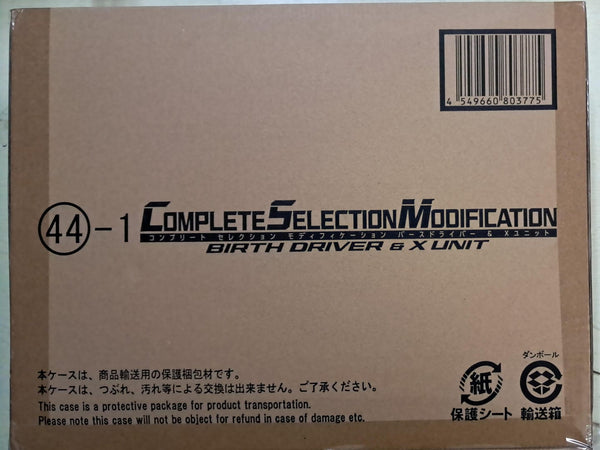 4 549660 803775
44-1 COMPLETE SELECTION MODIFICATION
コンプリート セレクション モディフィケーション バースドライバー & Xユニット
BIRTH DRIVER & X UNIT
本ケースは、商品輸送用の保護梱包材です。
本ケースは、つぶれ、汚れ等による交換は出来ません。ご了承ください。
This case is a protective package for product transportation.
Please note this case will not be object for refund in case of damage etc.
紙
保護シート
ダンボール
輸送箱